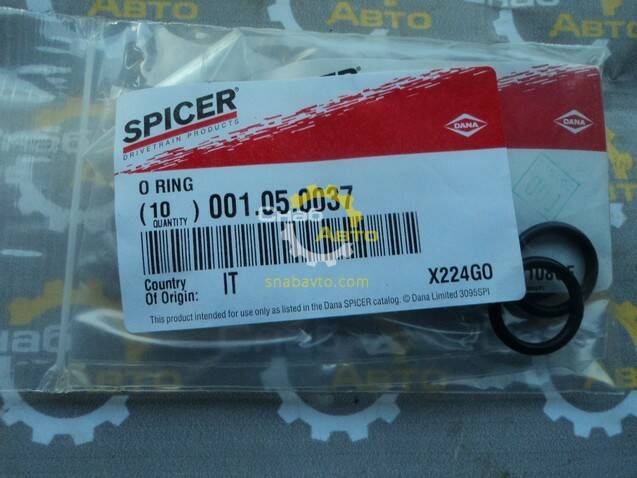 АВТО
SPICER®
DRIVETRAIN PRODUCTS
DANA
DANA
O RING
(10) 001.05.0037
QUANTITY
СНАБ
АВТО
snabavto.com
Country
Of Origin: IT
X224GO
This product intended for use only as listed in the Dana SPICER catalog. © Dana Limited 3095SPI